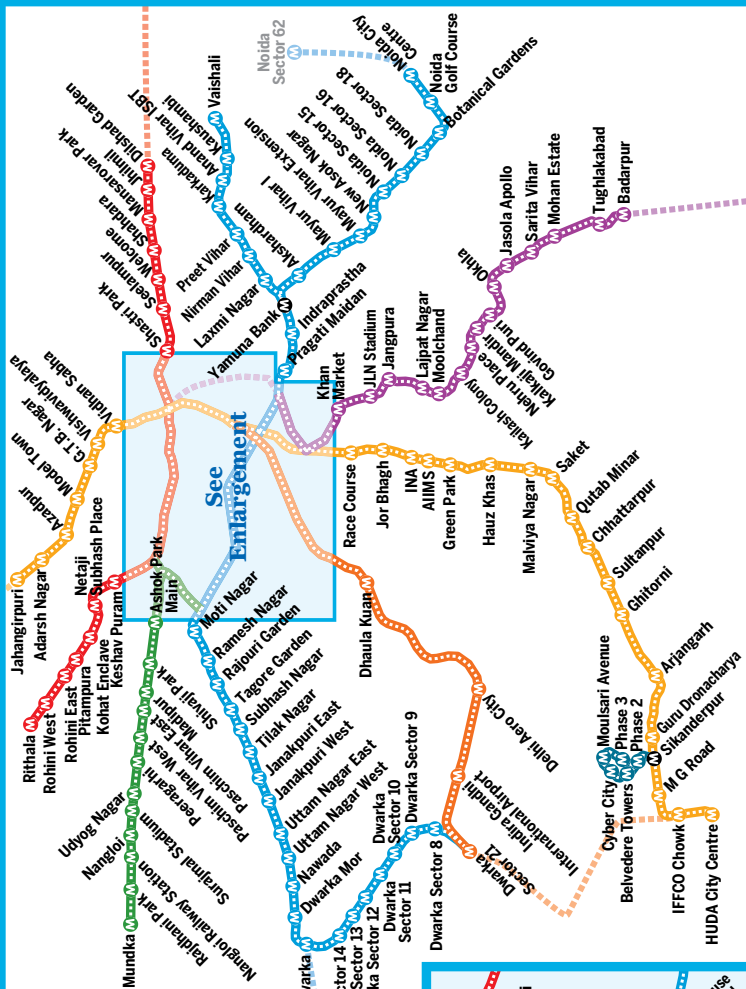 Rithala
Rohini West
Rohini East
Pitampura
Kohat Enclave
Keshav Puram
Netaji
Subhash Place
Shastri Park
Seelampur
Welcome
Shahdara
Mansarovar Park
Jhilmil
Dilshad Garden
Jahangirpuri
Adarsh Nagar
Azadpur
Model Town
G.T.B. Nagar
Vishwavidyalaya
Vidhan Sabha
See
Enlargement
Race Course
Jor Bhagh
INA
AIIMS
Green Park
Hauz Khas
Malviya Nagar
Saket
Qutab Minar
Chhattarpur
Sultanpur
Ghitorni
Arjangarh
Guru Dronacharya
Sikanderpur
M G Road
IFFCO Chowk
HUDA City Centre
Moulsari Avenue
Phase 3
Phase 2
Cyber City
Belvedere Towers
Mundka
Rajdhani Park
Nangloi Railway Station
Nangloi
Surajmal Stadium
Udyog Nagar
Peeragarhi
Paschim Vihar West
Paschim Vihar East
Madipur
Shivaji Park
Ashok Park
Main
Moti Nagar
Ramesh Nagar
Rajouri Garden
Tagore Garden
Subhash Nagar
Tilak Nagar
Janakpuri East
Janakpuri West
Uttam Nagar East
Uttam Nagar West
Nawada
Dwarka Mor
warka
ctor 14
Sector 13
ka Sector 12
Dwarka
Sector 11
Dwarka
Sector 10
Dwarka Sector 9
Dwarka Sector 8
Dwarka
Sector 21
Indira Gandhi
International Airport
Delhi Aero City
Dhaula Kuan
Pragati Maidan
Indraprastha
Yamuna Bank
Laxmi Nagar
Nirman Vihar
Preet Vihar
Karkaduna
Anand Vihar ISBT
Kaushambi
Vaishali
Akshardham
Mayur Vihar I
Mayur Vihar Extension
New Asok Nagar
Noida Sector 15
Noida Sector 16
Noida Sector 18
Botanical Gardens
Noida
Golf Course
Noida City
Centre
Noida
Sector 62
Khan
Market
JLN Stadium
Jangpura
Lajpat Nagar
Moolchand
Kailash Colony
Nehru Place
Kalkaji Mandir
Govind Puri
Okhla
Jasola Apollo
Sarita Vihar
Mohan Estate
Tughlakabad
Badarpur